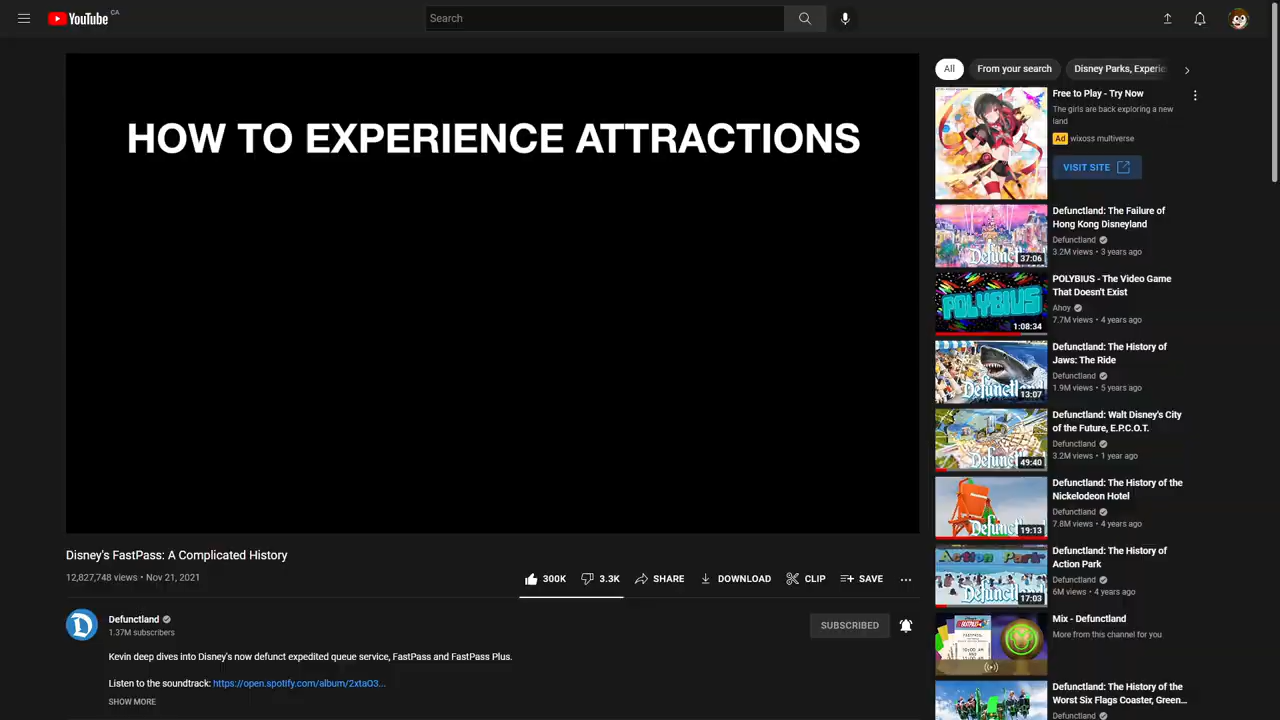 YouTube CA
Search
HOW TO EXPERIENCE ATTRACTIONS
Disney's FastPass: A Complicated History
12,827,748 views • Nov 21, 2021
300K
3.3K
SHARE
DOWNLOAD
CLIP
SAVE
Defunctland
1.37M subscribers
SUBSCRIBED
Kevin deep dives into Disney's now defunct expedited queue service, FastPass and FastPass Plus.
Listen to the soundtrack: https://open.spotify.com/album/2xtaO3...
SHOW MORE
All
From your search
Disney Parks, Experie
Free to Play - Try Now
The girls are back exploring a new
land
Ad wixoss multiverse
VISIT SITE
Defunct
37:06
Defunctland: The Failure of
Hong Kong Disneyland
Defunctland
3.2M views • 3 years ago
POLYBIUS
1:08:34
POLYBIUS - The Video Game
That Doesn't Exist
Ahoy
7.7M views • 4 years ago
Defunctland
13:07
Defunctland: The History of
Jaws: The Ride
Defunctland
1.9M views • 5 years ago
Defunctl
49:40
Defunctland: Walt Disney's City
of the Future, E.P.C.O.T.
Defunctland
3.2M views • 1 year ago
Defunctl
19:13
Defunctland: The History of the
Nickelodeon Hotel
Defunctland
7.8M views • 4 years ago
Action Park
Defunctl
17:03
Defunctland: The History of
Action Park
Defunctland
6M views • 4 years ago
FASTPASS
Mix - Defunctland
More from this channel for you
Defunctland: The History of the
Worst Six Flags Coaster, Green...
Defunctland